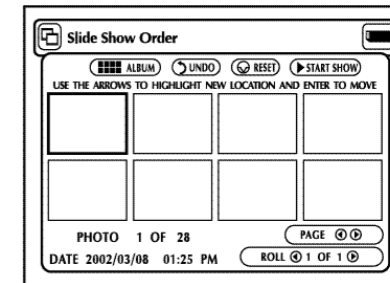 Slide Show Order
ALBUM UNDO RESET START SHOW
USE THE ARROWS TO HIGHLIGHT NEW LOCATION AND ENTER TO MOVE
PHOTO 1 OF 28
PAGE
DATE 2002/03/08 01:25 PM
ROLL 1 OF 1